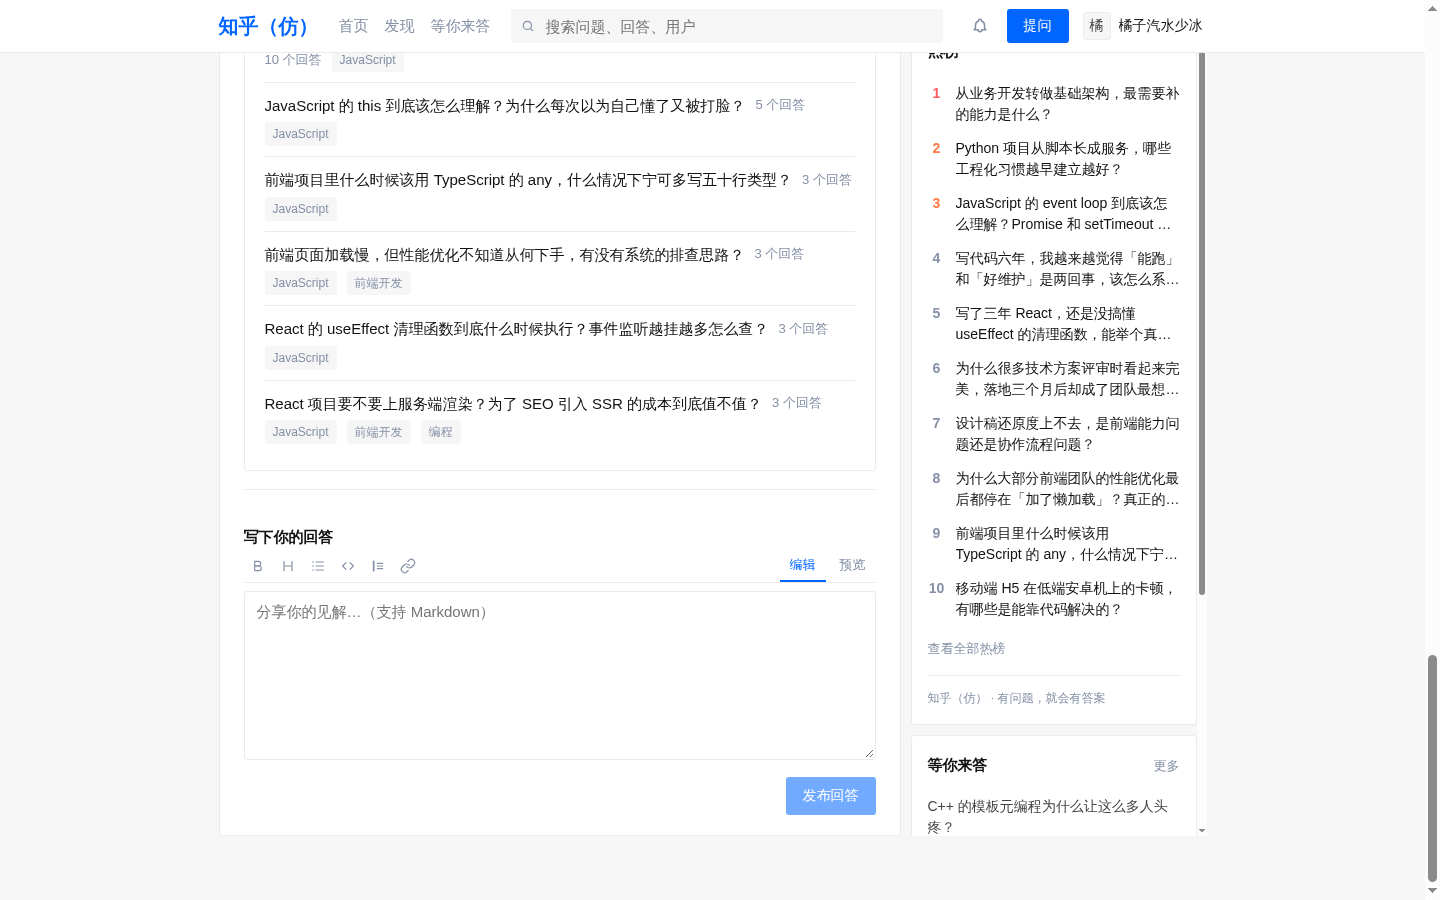 知乎（仿） 首页 发现 等你来答 搜索问题、回答、用户 提问 橘 橘子汽水少冰
10 个回答 JavaScript
JavaScript 的 this 到底该怎么理解？为什么每次以为自己懂了又被打脸？ 5 个回答
JavaScript
前端项目里什么时候该用 TypeScript 的 any，什么情况下宁可多写五十行类型？ 3 个回答
JavaScript
前端页面加载慢，但性能优化不知道从何下手，有没有系统的排查思路？ 3 个回答
JavaScript 前端开发
React 的 useEffect 清理函数到底什么时候执行？事件监听越挂越多怎么查？ 3 个回答
JavaScript
React 项目要不要上服务端渲染？为了 SEO 引入 SSR 的成本到底值不值？ 3 个回答
JavaScript 前端开发 编程
写下你的回答
编辑 预览
分享你的见解…（支持 Markdown）
发布回答
热榜
1 从业务开发转做基础架构，最需要补
的能力是什么？
2 Python 项目从脚本长成服务，哪些
工程化习惯越早建立越好？
3 JavaScript 的 event loop 到底该怎
么理解？Promise 和 setTimeout …
4 写代码六年，我越来越觉得「能跑」
和「好维护」是两回事，该怎么系…
5 写了三年 React，还是没搞懂
useEffect 的清理函数，能举个真…
6 为什么很多技术方案评审时看起来完
美，落地三个月后却成了团队最想…
7 设计稿还原度上不去，是前端能力问
题还是协作流程问题？
8 为什么大部分前端团队的性能优化最
后都停在「加了懒加载」？真正的…
9 前端项目里什么时候该用
TypeScript 的 any，什么情况下宁…
10 移动端 H5 在低端安卓机上的卡顿，
有哪些是能靠代码解决的？
查看全部热榜
知乎（仿） · 有问题，就会有答案
等你来答 更多
C++ 的模板元编程为什么让这么多人头
疼？